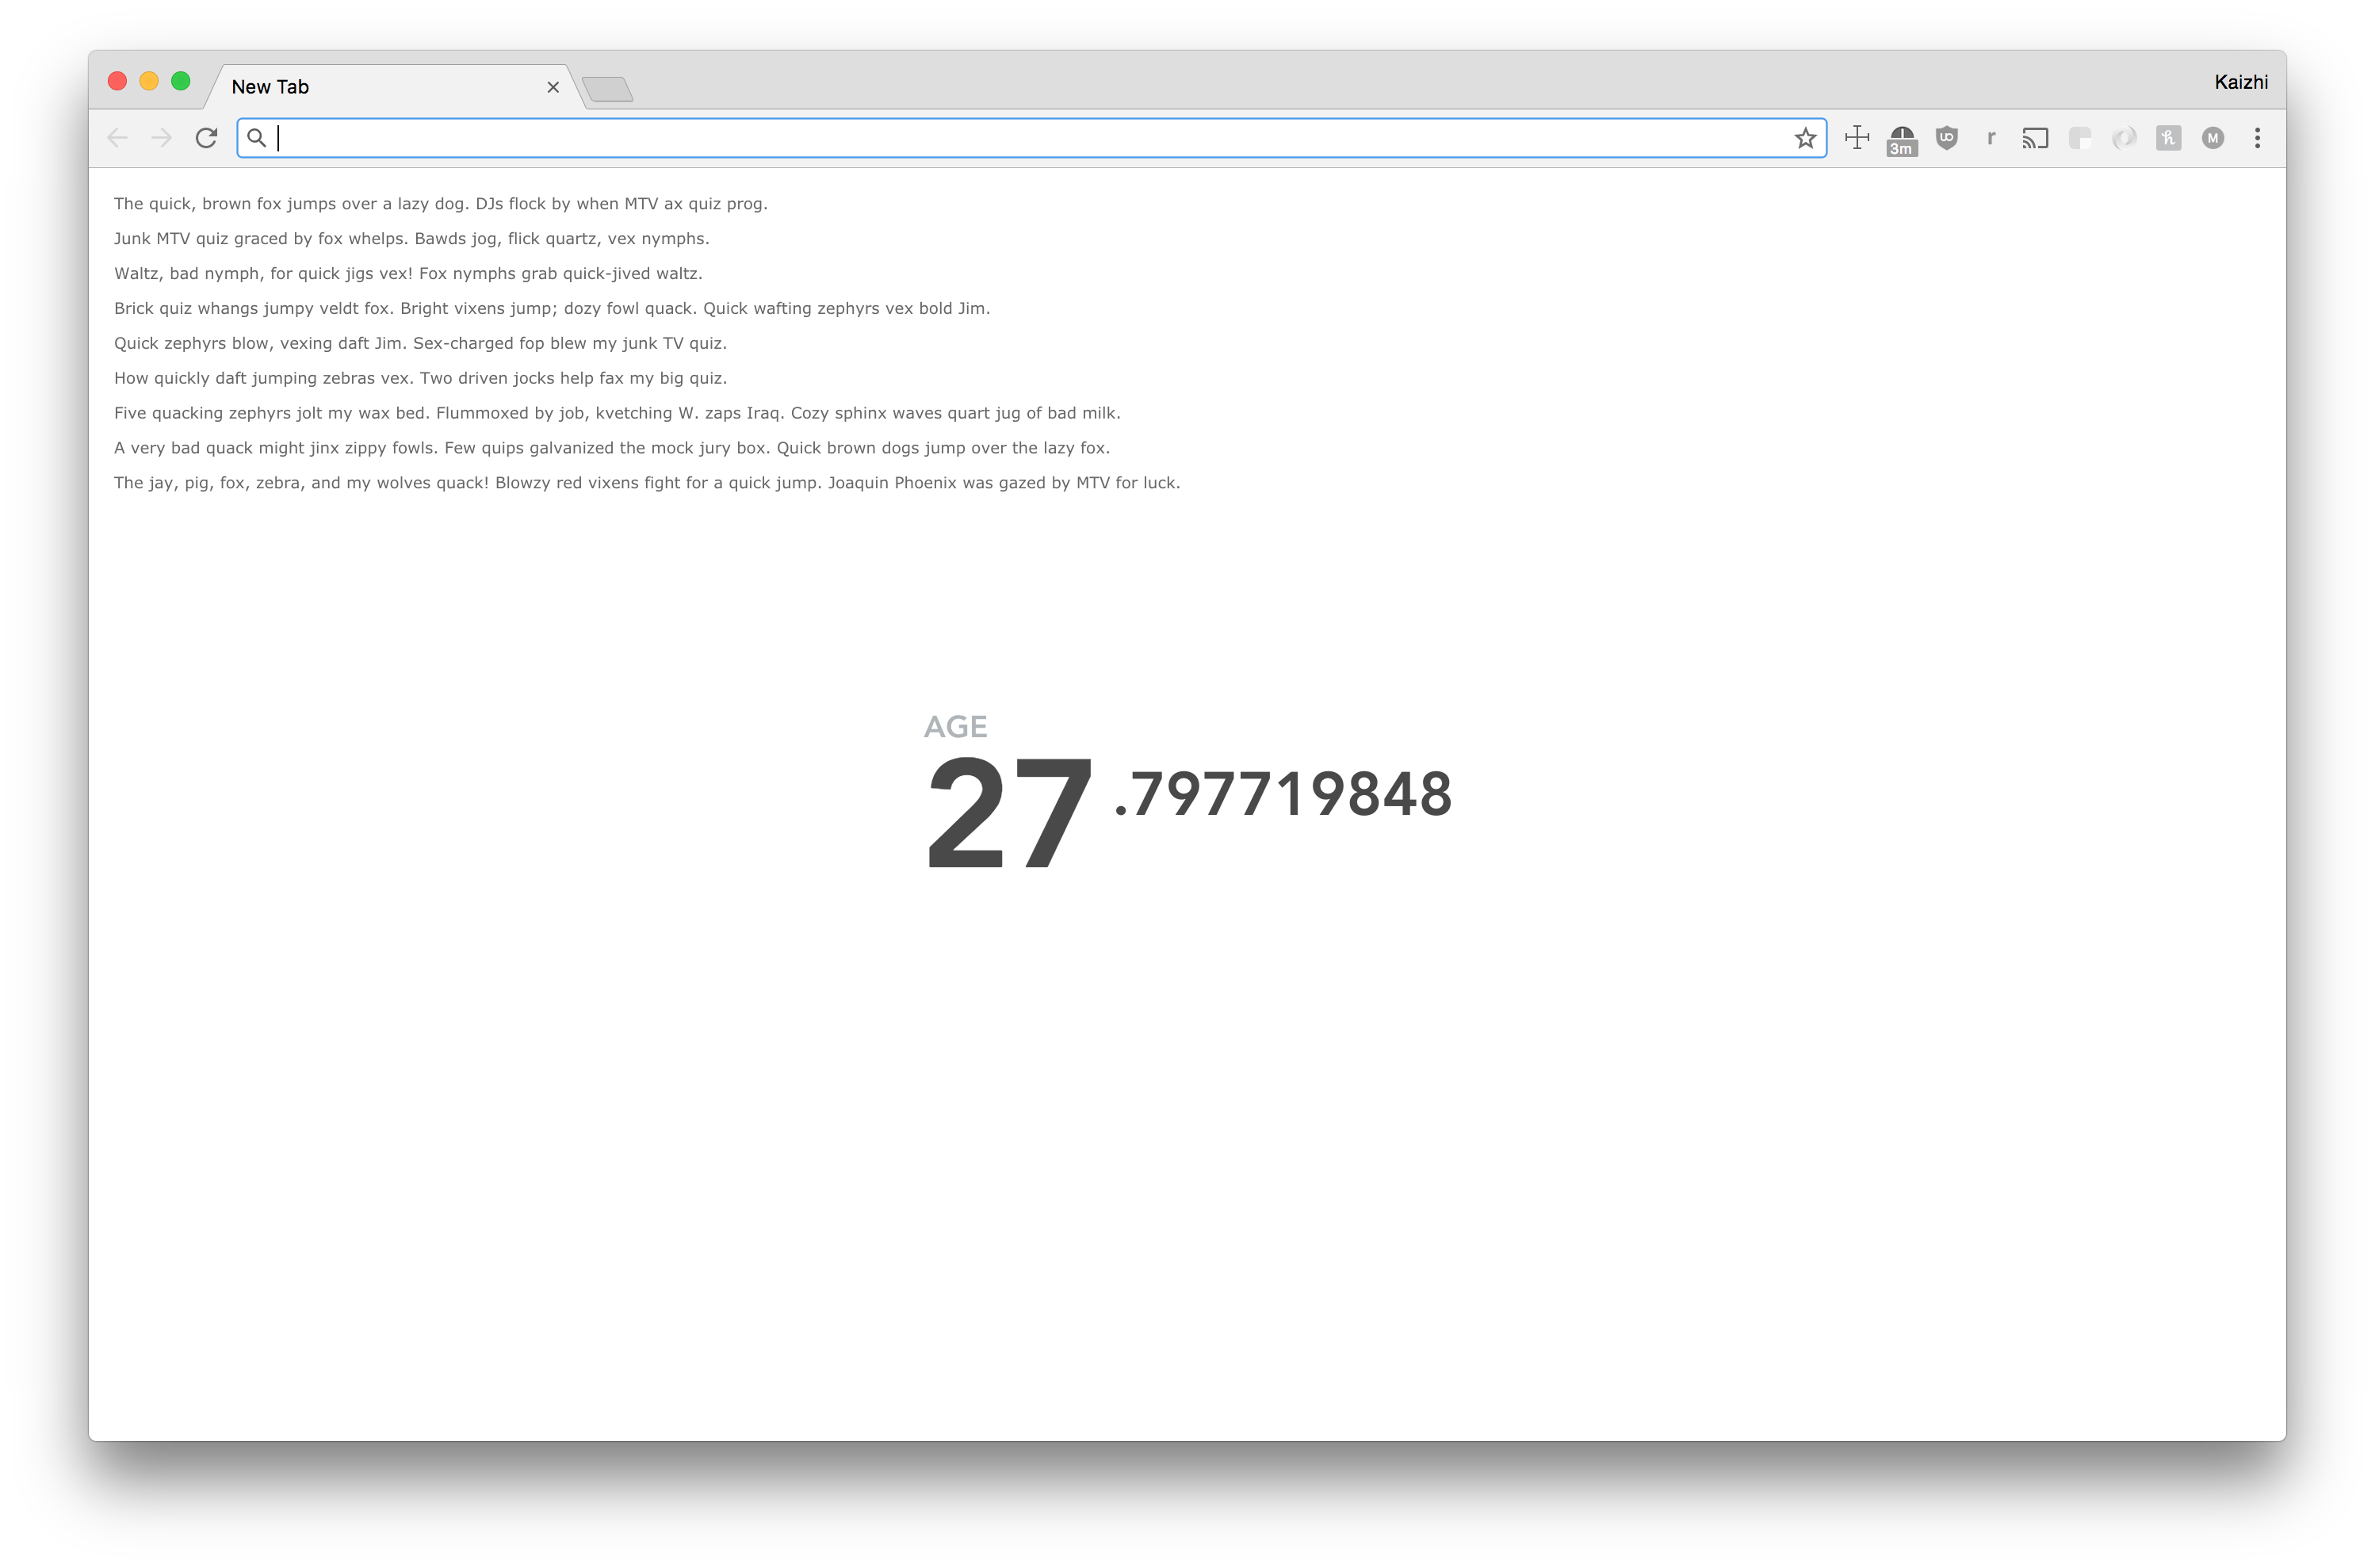 New Tab
Kaizhi
3m
r
M
The quick, brown fox jumps over a lazy dog. DJs flock by when MTV ax quiz prog.
Junk MTV quiz graced by fox whelps. Bawds jog, flick quartz, vex nymphs.
Waltz, bad nymph, for quick jigs vex! Fox nymphs grab quick-jived waltz.
Brick quiz whangs jumpy veldt fox. Bright vixens jump; dozy fowl quack. Quick wafting zephyrs vex bold Jim.
Quick zephyrs blow, vexing daft Jim. Sex-charged fop blew my junk TV quiz.
How quickly daft jumping zebras vex. Two driven jocks help fax my big quiz.
Five quacking zephyrs jolt my wax bed. Flummoxed by job, kvetching W. zaps Iraq. Cozy sphinx waves quart jug of bad milk.
A very bad quack might jinx zippy fowls. Few quips galvanized the mock jury box. Quick brown dogs jump over the lazy fox.
The jay, pig, fox, zebra, and my wolves quack! Blowzy red vixens fight for a quick jump. Joaquin Phoenix was gazed by MTV for luck.
AGE
27.797719848